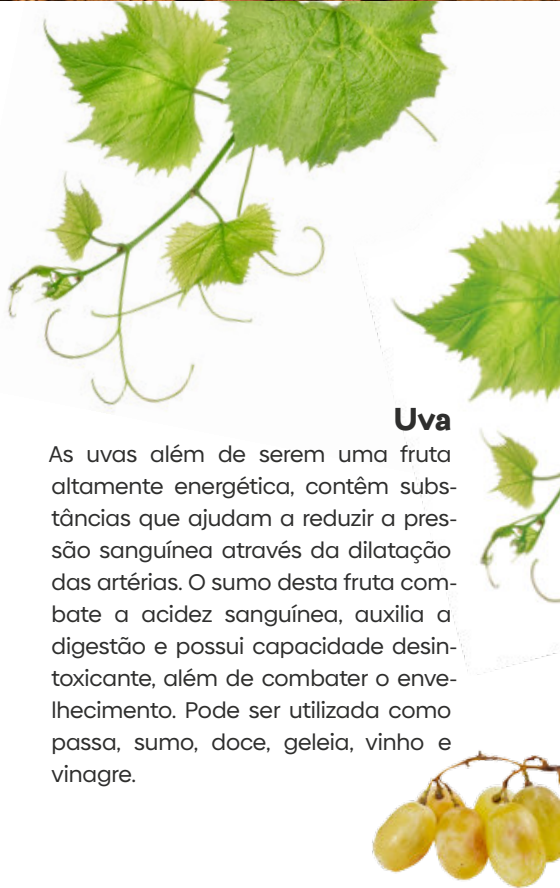 Uva
As uvas além de serem uma fruta
altamente energética, contêm subs-
tâncias que ajudam a reduzir a pres-
são sanguínea através da dilatação
das artérias. O sumo desta fruta com-
bate a acidez sanguínea, auxilia a
digestão e possui capacidade desin-
toxicante, além de combater o enve-
lhecimento. Pode ser utilizada como
passa, sumo, doce, geleia, vinho e
vinagre.